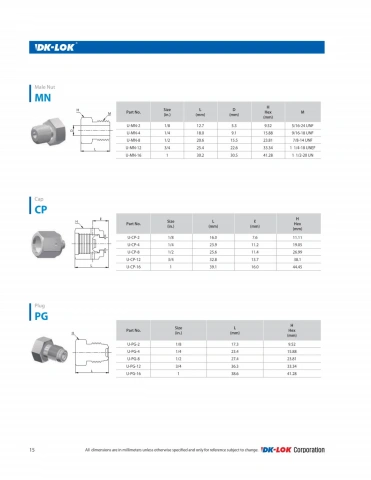 DK-LOK
Male Nut
MN
H
M
D
L
Part No. Size (in.) L (mm) D (mm) H Hex (mm) M
U-MN-2 1/8 12.7 5.5 9.52 5/16-24 UNF
U-MN-4 1/4 18.0 9.1 15.88 9/16-18 UNF
U-MN-8 1/2 20.6 15.5 23.81 7/8-14 UNF
U-MN-12 3/4 25.4 22.6 33.34 1 1/4-18 UNEF
U-MN-16 1 30.2 30.5 41.28 1 1/2-20 UN
Cap
CP
H
E
L
Part No. Size (in.) L (mm) E (mm) H Hex (mm)
U-CP-2 1/8 16.0 7.6 11.11
U-CP-4 1/4 23.9 11.2 19.05
U-CP-8 1/2 25.6 11.4 26.99
U-CP-12 3/4 32.8 15.7 38.1
U-CP-16 1 39.1 16.0 44.45
Plug
PG
H
L
Part No. Size (in.) L (mm) H Hex (mm)
U-PG-2 1/8 17.3 9.52
U-PG-4 1/4 23.4 15.88
U-PG-8 1/2 27.4 23.81
U-PG-12 3/4 36.3 33.34
U-PG-16 1 38.6 41.28
15 All dimensions are in millimeters unless otherwise specified and only for reference subject to change. DK-LOK Corporation